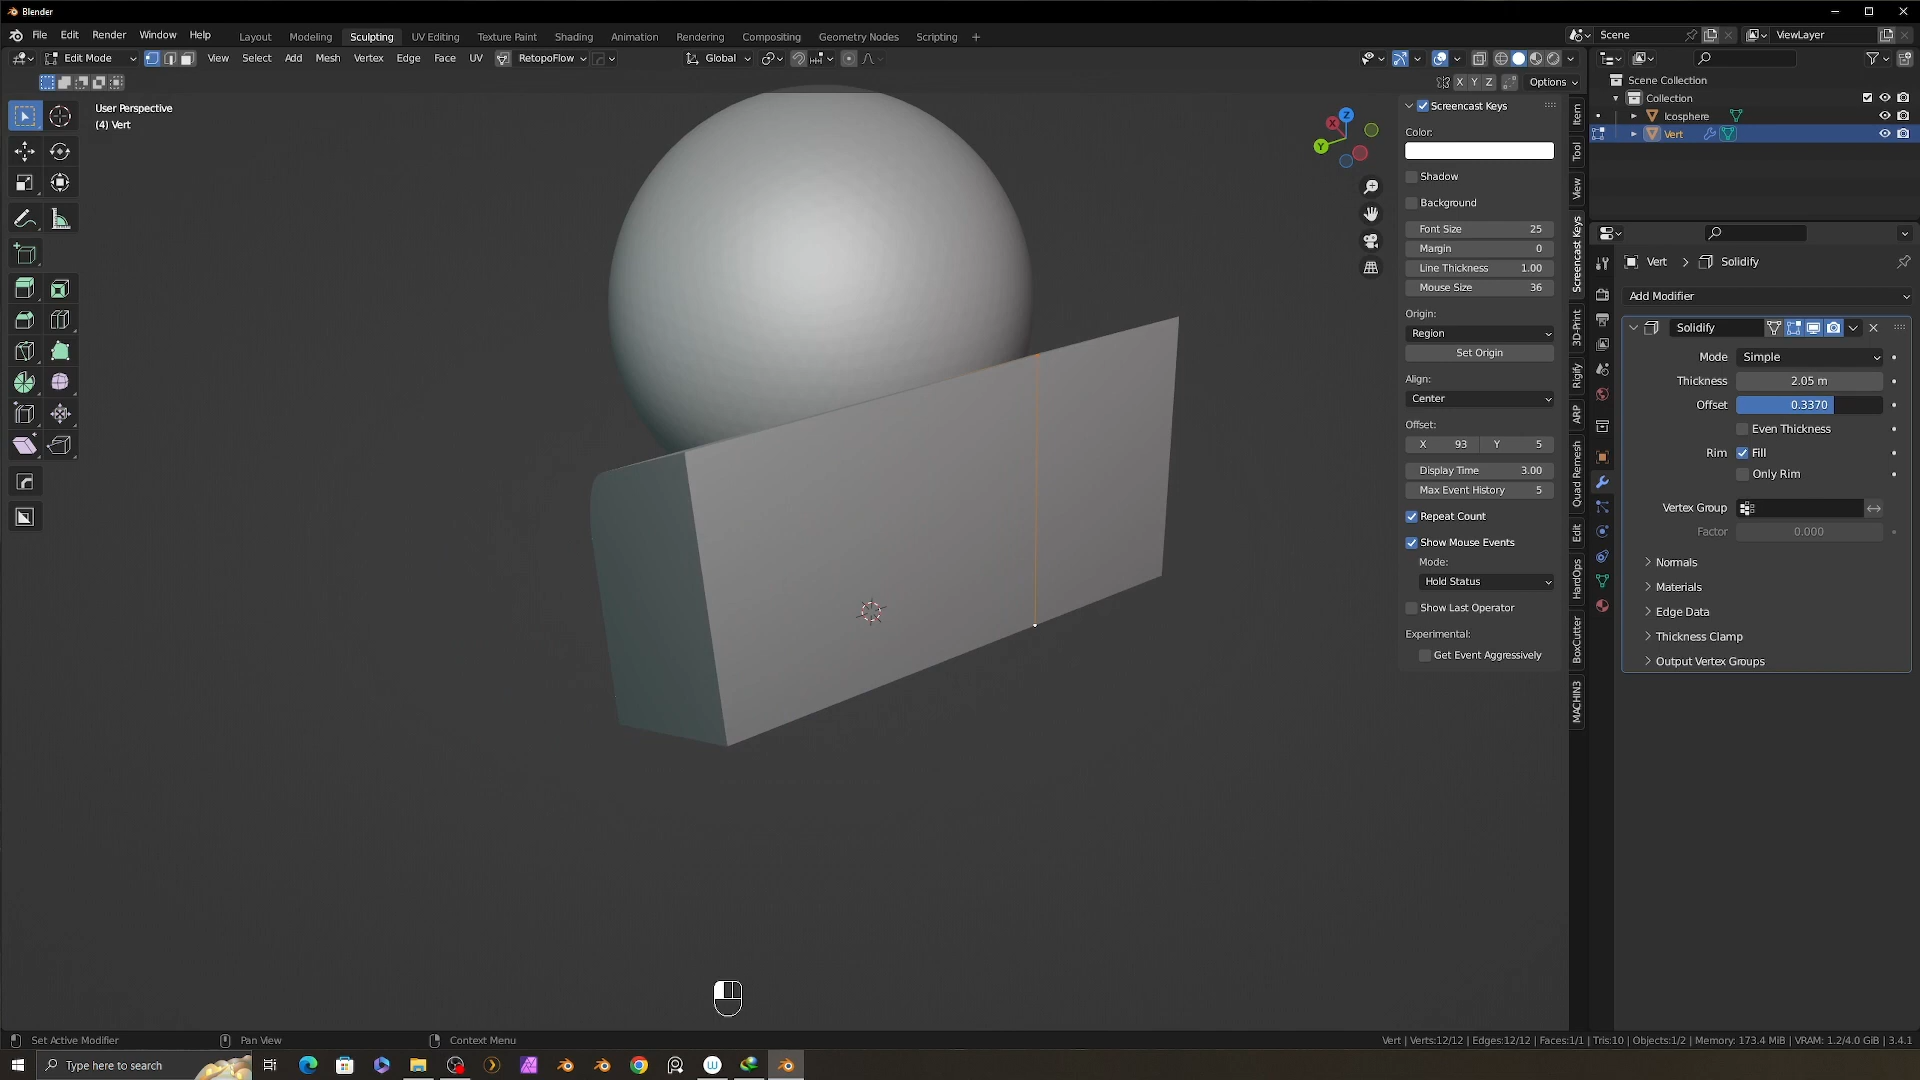 Blender
File Edit Render Window Help
Layout Modeling Sculpting UV Editing Texture Paint Shading Animation Rendering Compositing Geometry Nodes Scripting +
Scene
ViewLayer
Edit Mode
View Select Add Mesh Vertex Edge Face UV
RetopoFlow
Global
X Y Z
Options
User Perspective
(4) Vert
Z
X
Y
Screencast Keys
Color:
Shadow
Background
Font Size 25
Margin 0
Line Thickness 1.00
Mouse Size 36
Origin:
Region
Set Origin
Align:
Center
Offset:
X 93 Y 5
Display Time 3.00
Max Event History 5
Repeat Count
Show Mouse Events
Mode:
Hold Status
Show Last Operator
Experimental:
Get Event Aggressively
Item
Tool
View
Screencast Keys
3D-Print
Rigify
ARP
Quad Remesh
Edit
HardOps
BoxCutter
MACHIN3
Scene Collection
Collection
Icosphere
Vert
Vert > Solidify
Add Modifier
Solidify
Mode Simple
Thickness 2.05 m
Offset 0.3370
Even Thickness
Rim Fill
Only Rim
Vertex Group
Factor 0.000
Normals
Materials
Edge Data
Thickness Clamp
Output Vertex Groups
Set Active Modifier
Pan View
Context Menu
Vert | Verts:12/12 | Edges:12/12 | Faces:1/1 | Tris:10 | Objects:1/2 | Memory: 173.4 MiB | VRAM: 1.2/4.0 GiB | 3.4.1
Type here to search